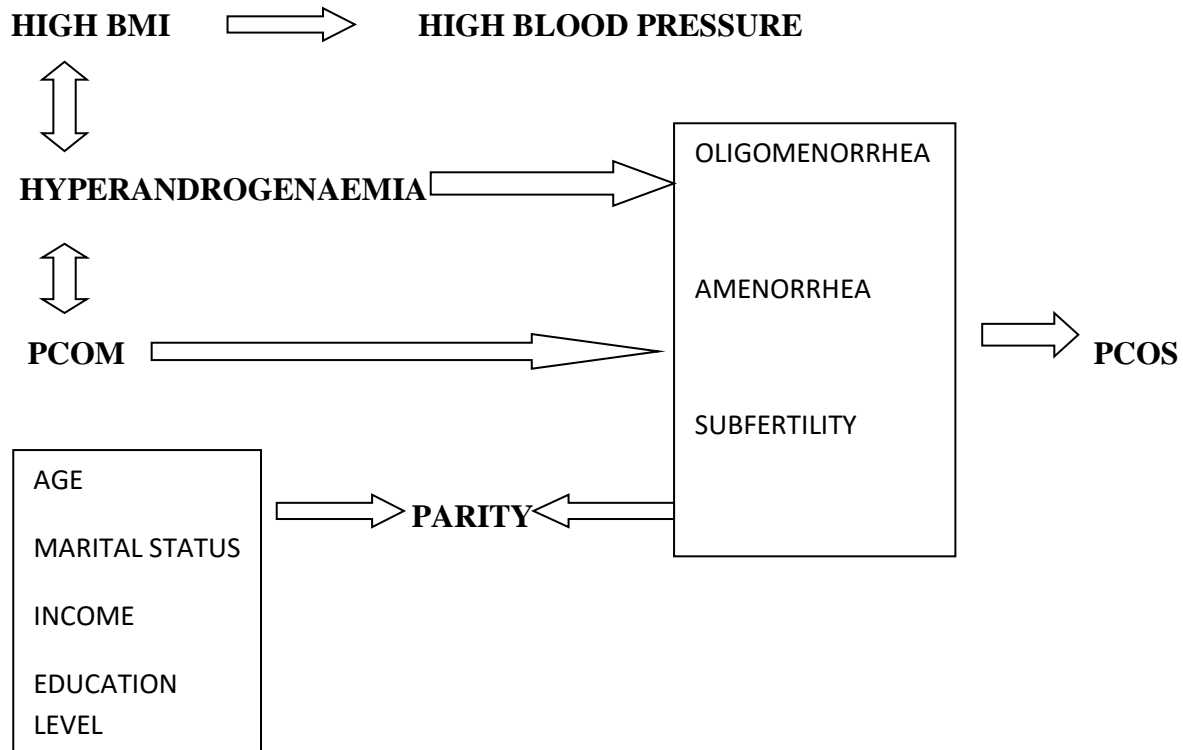 HIGH BMI
HIGH BLOOD PRESSURE
HYPERANDROGENAEMIA
OLIGOMENORRHEA
AMENORRHEA
PCOM
PCOS
SUBFERTILITY
AGE
PARITY
MARITAL STATUS
INCOME
EDUCATION
LEVEL